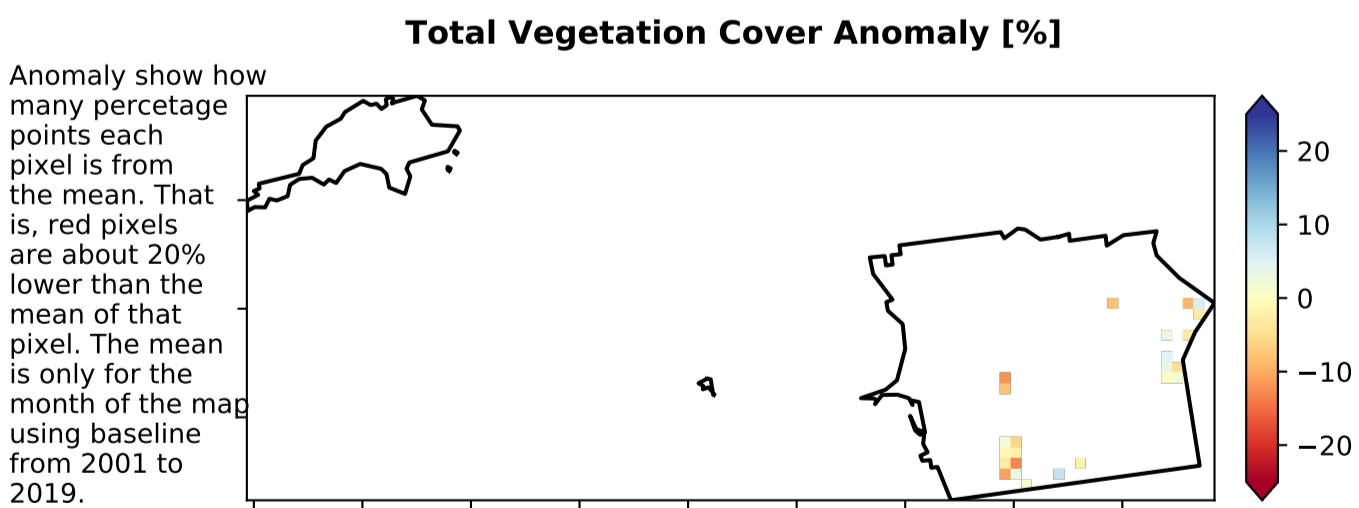 Total Vegetation Cover Anomaly [%]
Anomaly show how
many percetage
points each
pixel is from
the mean. That
is, red pixels
are about 20%
lower than the
mean of that
pixel. The mean
is only for the
month of the map
using baseline
from 2001 to
2019.
20
10
0
−10
−20